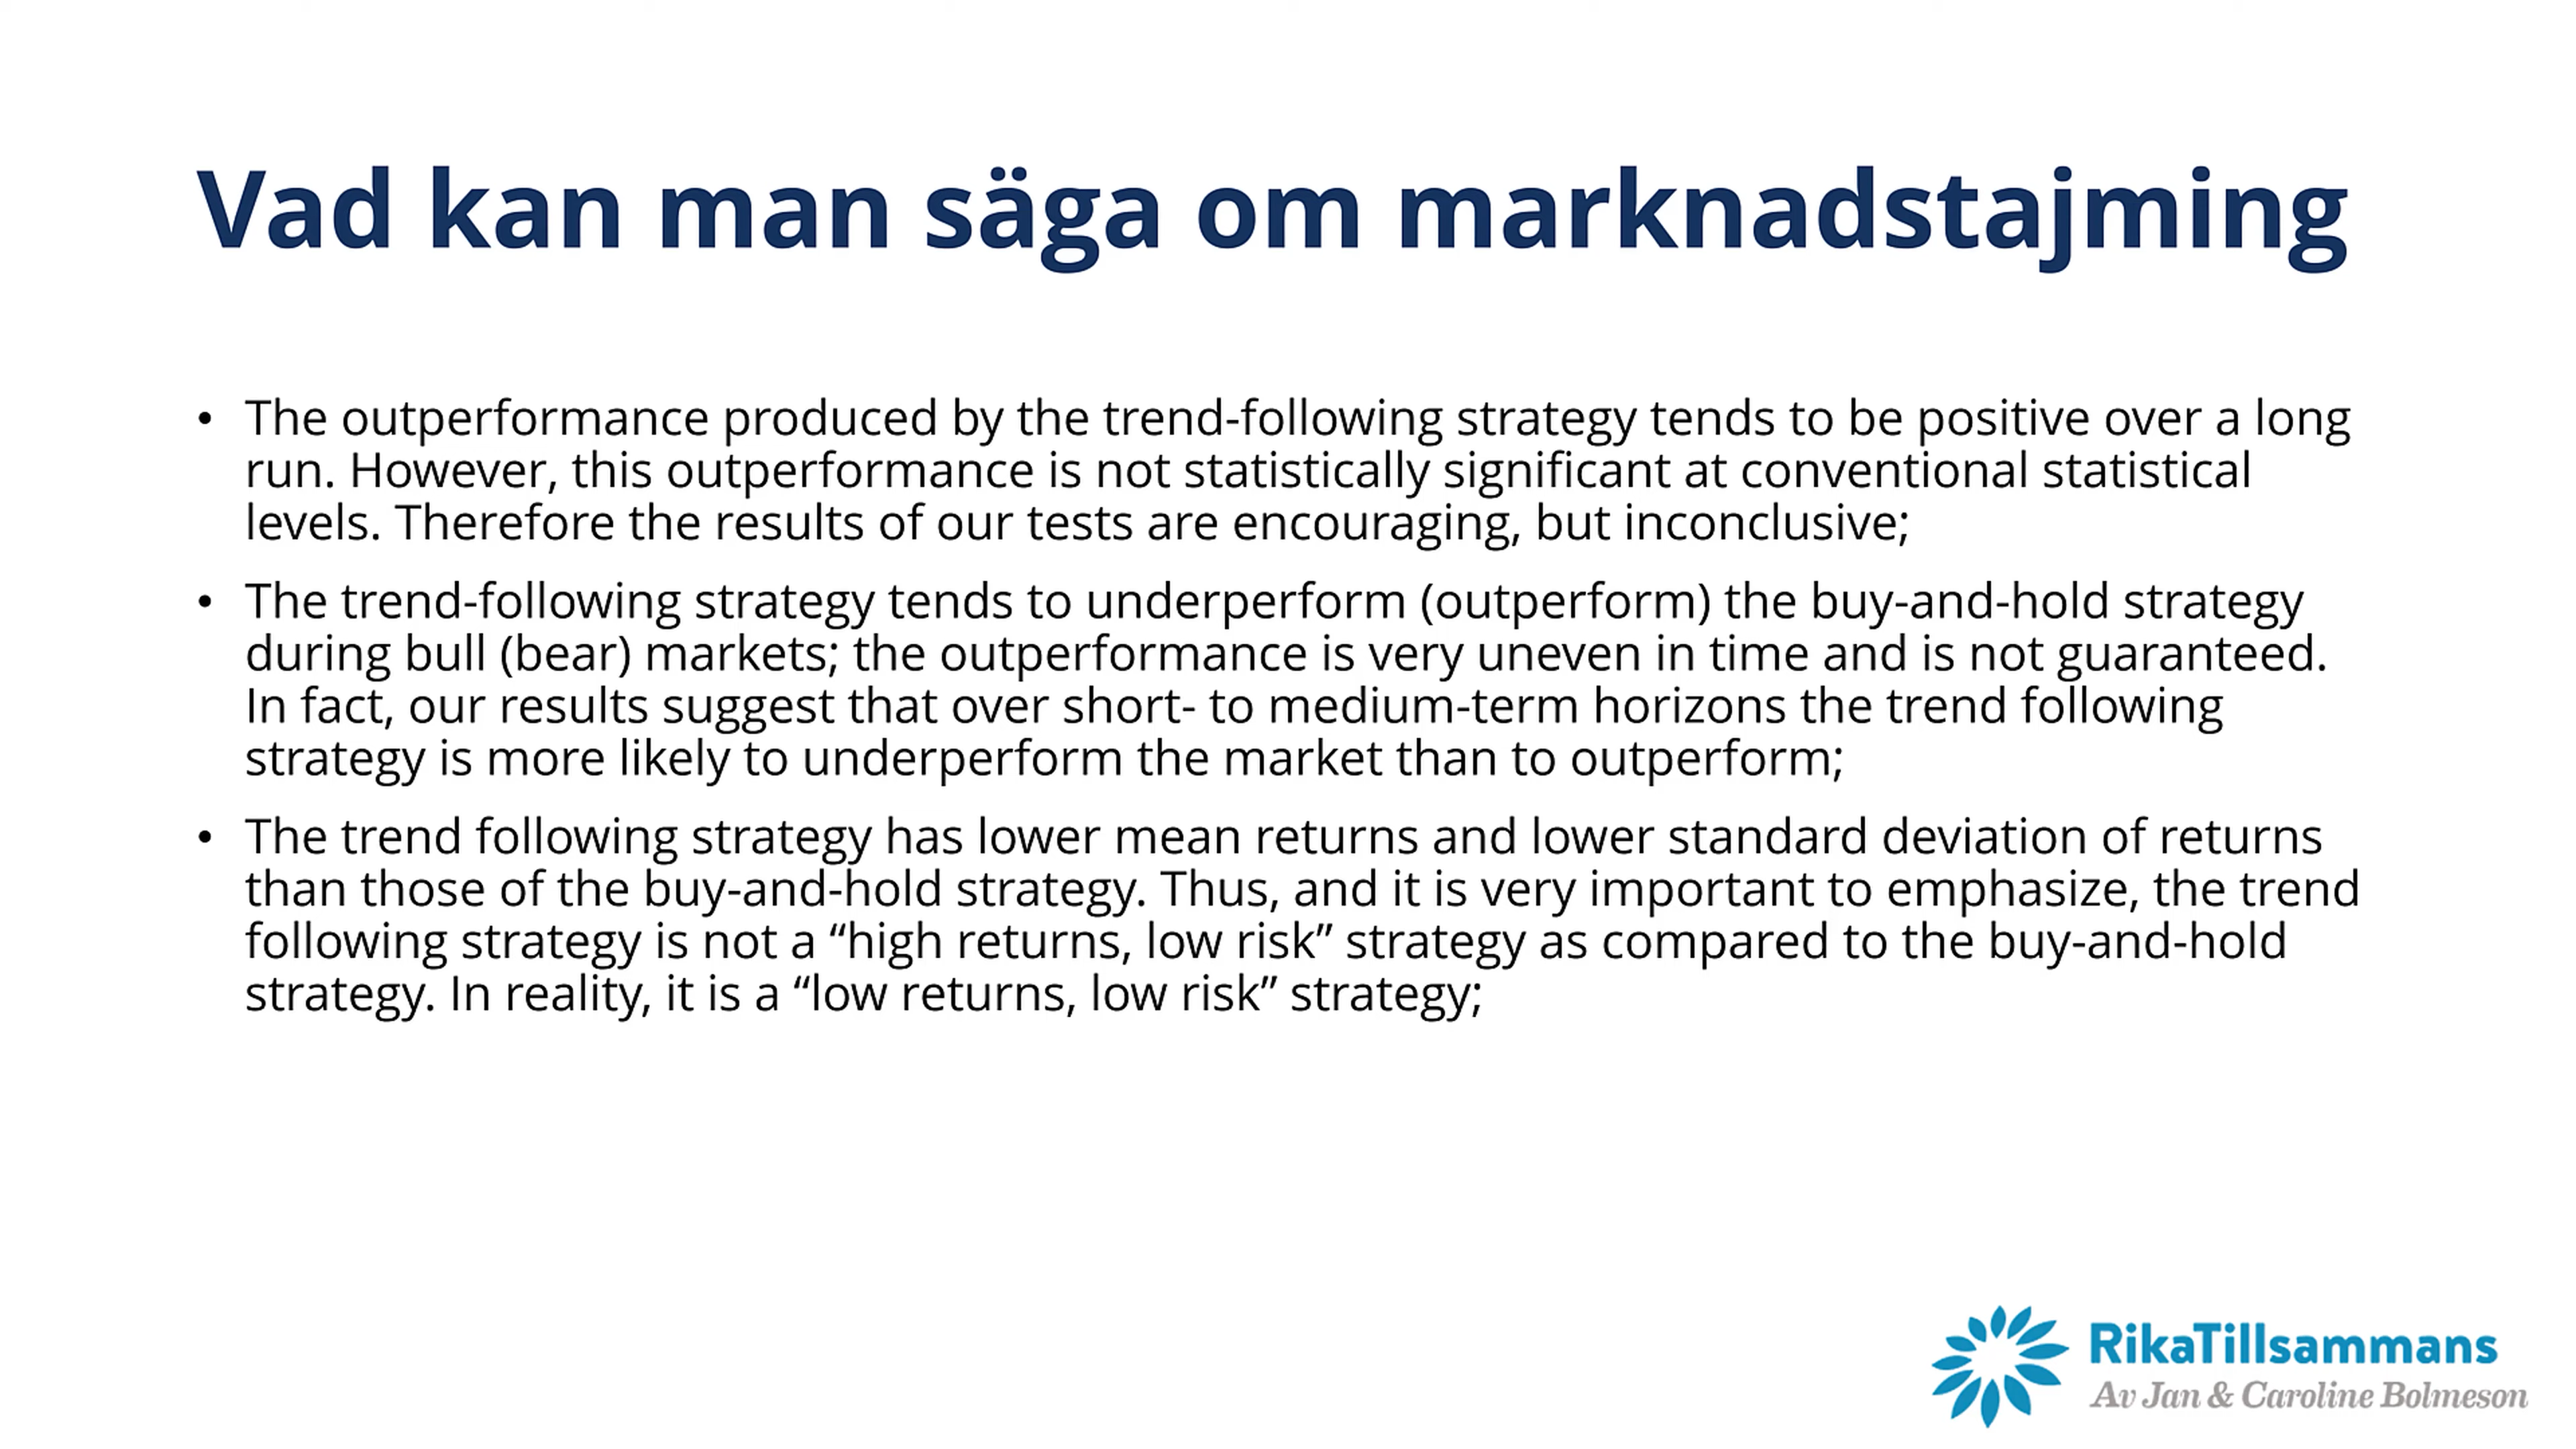 Vad kan man säga om marknadstajming
• The outperformance produced by the trend-following strategy tends to be positive over a long
run. However, this outperformance is not statistically significant at conventional statistical
levels. Therefore the results of our tests are encouraging, but inconclusive;
• The trend-following strategy tends to underperform (outperform) the buy-and-hold strategy
during bull (bear) markets; the outperformance is very uneven in time and is not guaranteed.
In fact, our results suggest that over short- to medium-term horizons the trend following
strategy is more likely to underperform the market than to outperform;
• The trend following strategy has lower mean returns and lower standard deviation of returns
than those of the buy-and-hold strategy. Thus, and it is very important to emphasize, the trend
following strategy is not a “high returns, low risk” strategy as compared to the buy-and-hold
strategy. In reality, it is a “low returns, low risk” strategy;
RikaTillsammans
Av Jan & Caroline Bolmeson